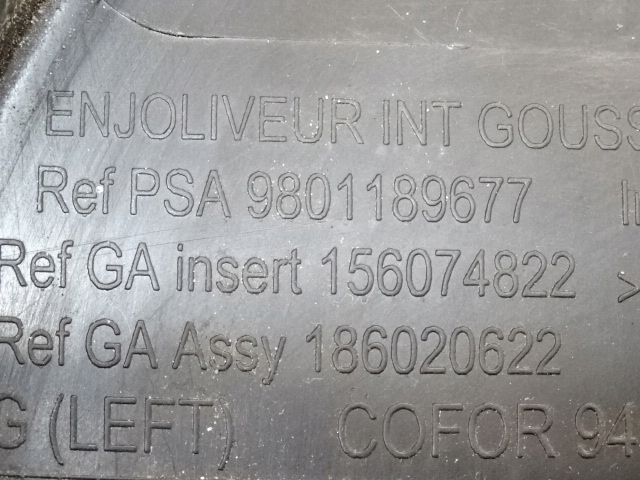 ENJOLIVEUR INT GOUSS
Ref PSA 9801189677
Ref GA insert 156074822 >
Ref GA Assy 186020622
G (LEFT) COFOR 94